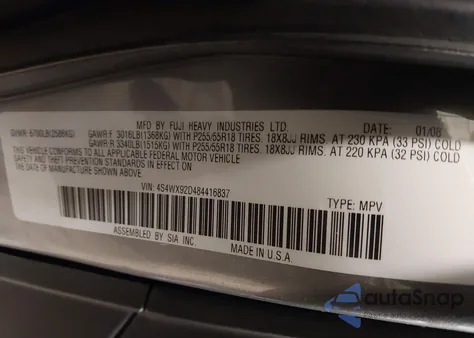 MFD BY FUJI HEAVY INDUSTRIES LTD. DATE: 01/08
GAWR-F 3016LB(1368KG) WITH P255/55R18 TIRES. 18X8JJ RIMS. AT 230 KPA (33 PSI) COLD
GAWR-R 3340LB(1515KG) WITH P255/55R18 TIRES. 18X8JJ RIMS. AT 220 KPA (32 PSI) COLD
THIS VEHICLE CONFORMS TO ALL APPLICABLE FEDERAL MOTOR VEHICLE
SAFETY STANDARDS IN EFFECT ON THE DATE OF MANUFACTURE
SHOWN ABOVE.
VIN: 4S4WX92D484416837 TYPE: MPV
ASSEMBLED BY SIA INC. MADE IN U.S.A.
autoSnap